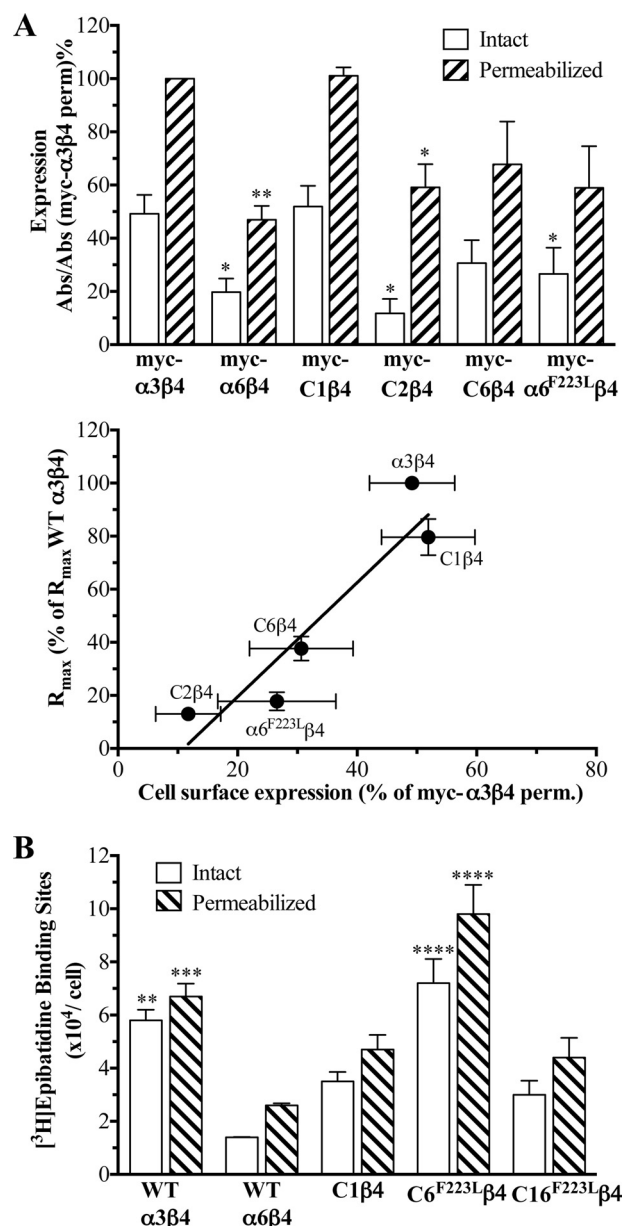 A
Intact
Permeabilized
Expression
Abs/Abs (myc-α3β4 perm)%
120
100
80
60
40
20
0
*
**
*
*
*
myc-
α3β4
myc-
α6β4
myc-
C1β4
myc-
C2β4
myc-
C6β4
myc-
α6F223Lβ4
Rmax (% of Rmax WT α3β4)
120
100
80
60
40
20
0
α3β4
C1β4
C6β4
C2β4
α6F223Lβ4
0 20 40 60 80
Cell surface expression (% of myc-α3β4 perm.)
B
Intact
Permeabilized
[3H]Epibatidine Binding Sites
(x10⁴/ cell)
12
10
8
6
4
2
0
**
***
****
****
WT
α3β4
WT
α6β4
C1β4
C6F223Lβ4
C16F223Lβ4